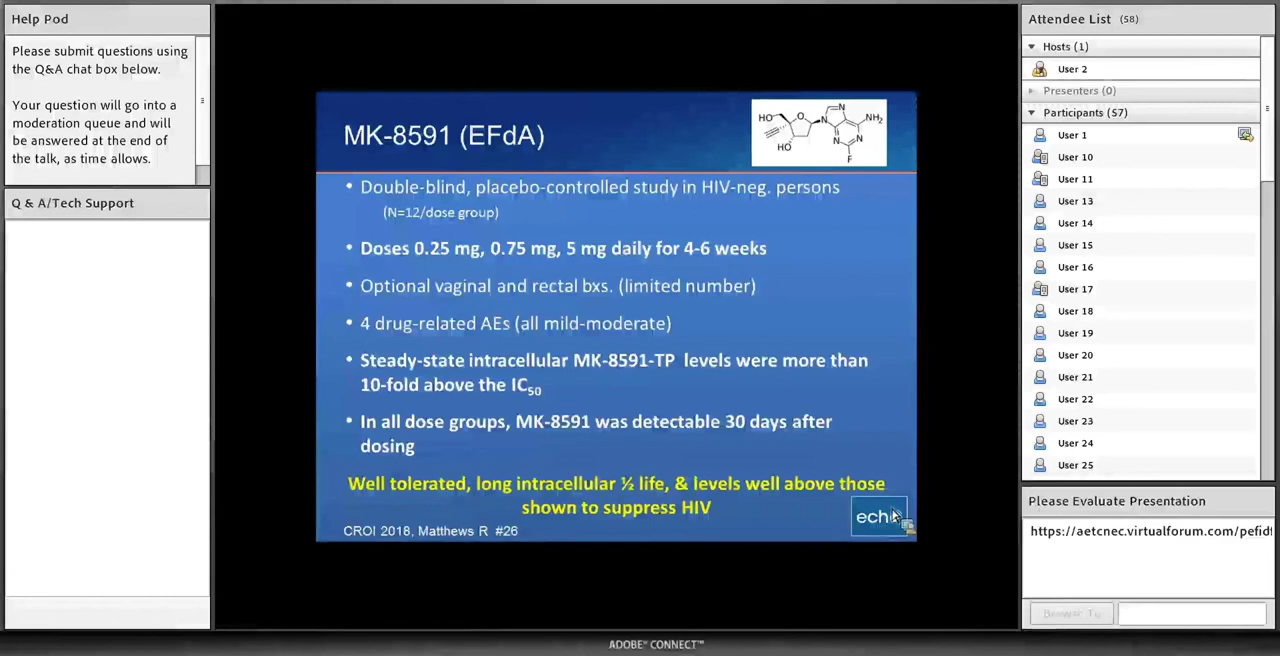 Help Pod
Please submit questions using
the Q&A chat box below.
Your question will go into a
moderation queue and will
be answered at the end of
the talk, as time allows.
Q & A/Tech Support
MK-8591 (EFdA)
HO
O
HO
N
N
N
N
NH2
F
• Double-blind, placebo-controlled study in HIV-neg. persons
(N=12/dose group)
• Doses 0.25 mg, 0.75 mg, 5 mg daily for 4-6 weeks
• Optional vaginal and rectal bxs. (limited number)
• 4 drug-related AEs (all mild-moderate)
• Steady-state intracellular MK-8591-TP levels were more than
10-fold above the IC50
• In all dose groups, MK-8591 was detectable 30 days after
dosing
Well tolerated, long intracellular ½ life, & levels well above those
shown to suppress HIV
CROI 2018, Matthews R #26
Attendee List (58)
Hosts (1)
User 2
Presenters (0)
Participants (57)
User 1
User 10
User 11
User 13
User 14
User 15
User 16
User 17
User 18
User 19
User 20
User 21
User 22
User 23
User 24
User 25
Please Evaluate Presentation
https://aetcnec.virtualforum.com/pefidf
Browse To
ADOBE® CONNECT™